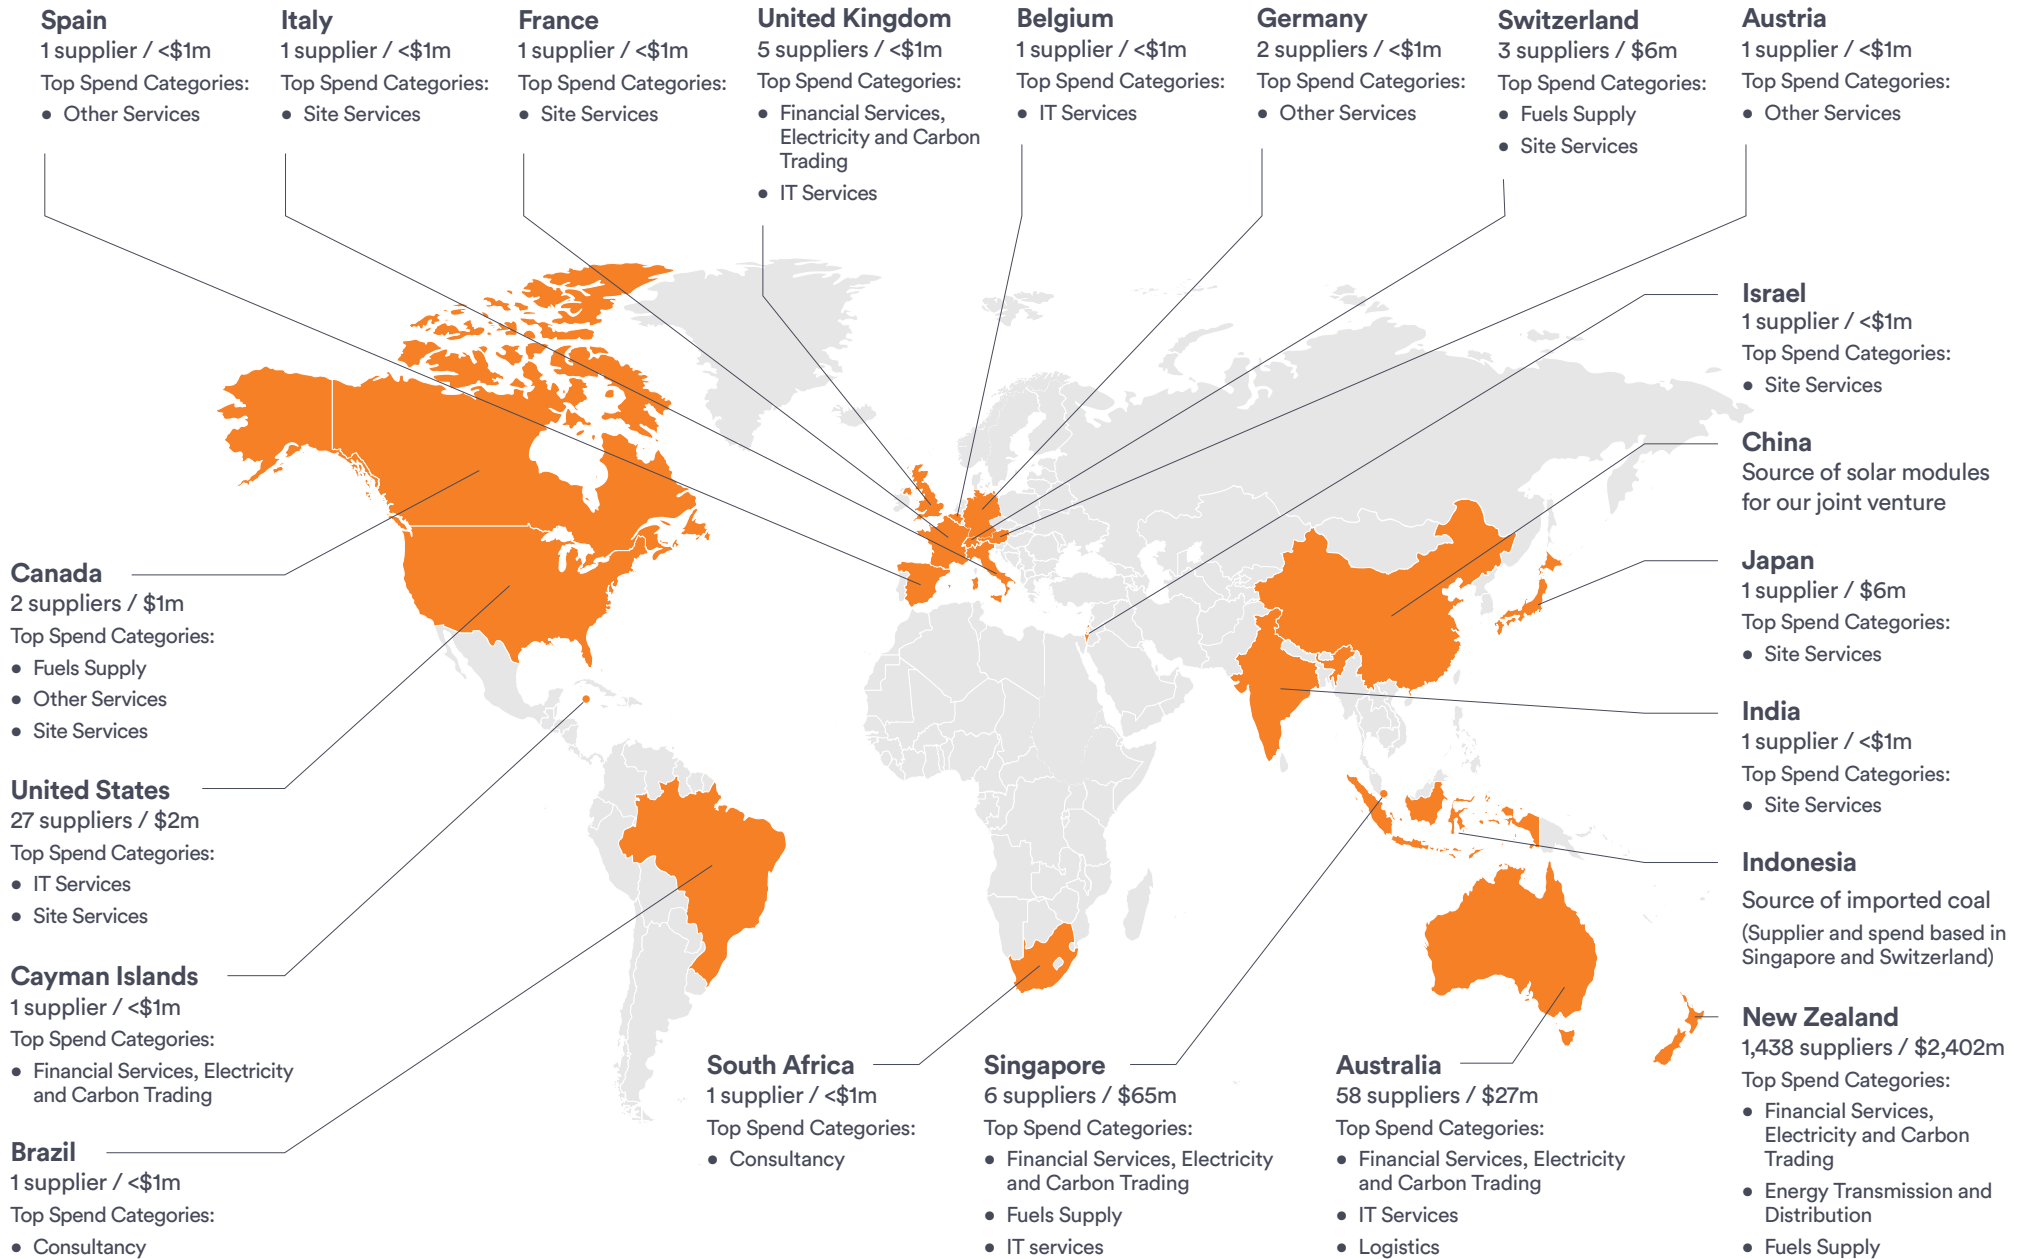 Spain
1 supplier / <$1m
Top Spend Categories:
• Other Services
Italy
1 supplier / <$1m
Top Spend Categories:
• Site Services
France
1 supplier / <$1m
Top Spend Categories:
• Site Services
United Kingdom
5 suppliers / <$1m
Top Spend Categories:
• Financial Services,
Electricity and Carbon
Trading
• IT Services
Belgium
1 supplier / <$1m
Top Spend Categories:
• IT Services
Germany
2 suppliers / <$1m
Top Spend Categories:
• Other Services
Switzerland
3 suppliers / $6m
Top Spend Categories:
• Fuels Supply
• Site Services
Austria
1 supplier / <$1m
Top Spend Categories:
• Other Services
Israel
1 supplier / <$1m
Top Spend Categories:
• Site Services
China
Source of solar modules
for our joint venture
Japan
1 supplier / $6m
Top Spend Categories:
• Site Services
India
1 supplier / <$1m
Top Spend Categories:
• Site Services
Indonesia
Source of imported coal
(Supplier and spend based in
Singapore and Switzerland)
New Zealand
1,438 suppliers / $2,402m
Top Spend Categories:
• Financial Services,
Electricity and Carbon
Trading
• Energy Transmission and
Distribution
• Fuels Supply
Canada
2 suppliers / $1m
Top Spend Categories:
• Fuels Supply
• Other Services
• Site Services
United States
27 suppliers / $2m
Top Spend Categories:
• IT Services
• Site Services
Cayman Islands
1 supplier / <$1m
Top Spend Categories:
• Financial Services, Electricity
and Carbon Trading
Brazil
1 supplier / <$1m
Top Spend Categories:
• Consultancy
South Africa
1 supplier / <$1m
Top Spend Categories:
• Consultancy
Singapore
6 suppliers / $65m
Top Spend Categories:
• Financial Services, Electricity
and Carbon Trading
• Fuels Supply
• IT services
Australia
58 suppliers / $27m
Top Spend Categories:
• Financial Services, Electricity
and Carbon Trading
• IT Services
• Logistics